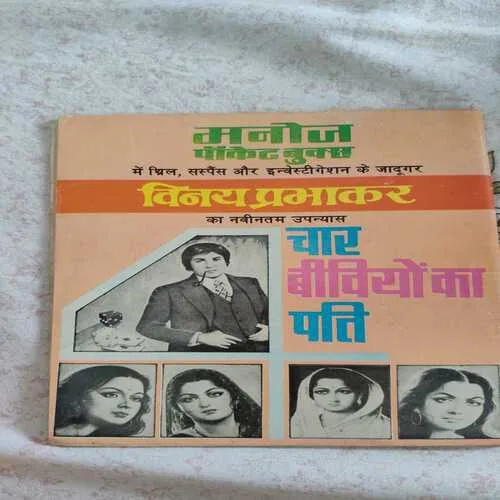 मनोज
पॉकेट बुक्स
में थ्रिल, सस्पैंस और इन्वेस्टीगेशन के जादूगर
विनय प्रभाकर
का नवीनतम उपन्यास
चार
बीवियों का
पति